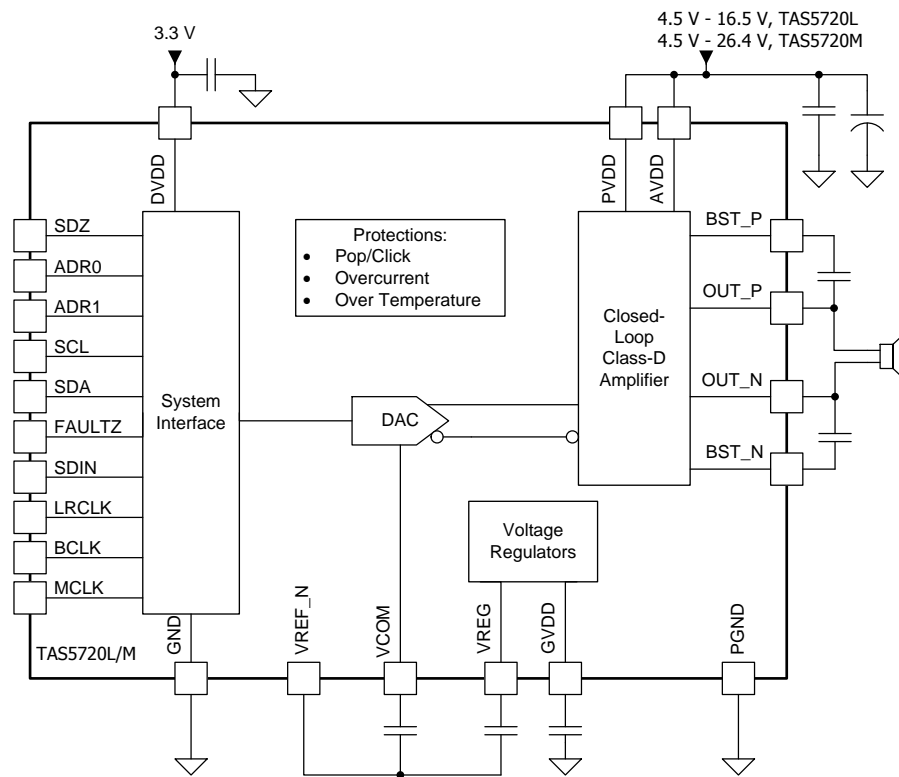 4.5 V - 16.5 V, TAS5720L
4.5 V - 26.4 V, TAS5720M
3.3 V
DVDD
PVDD
AVDD
SDZ
ADR0
ADR1
SCL
SDA
FAULTZ
SDIN
LRCLK
BCLK
MCLK
System
Interface
Protections:
• Pop/Click
• Overcurrent
• Over Temperature
DAC
Closed-
Loop
Class-D
Amplifier
BST_P
OUT_P
OUT_N
BST_N
Voltage
Regulators
TAS5720L/M
GND
VREF_N
VCOM
VREG
GVDD
PGND